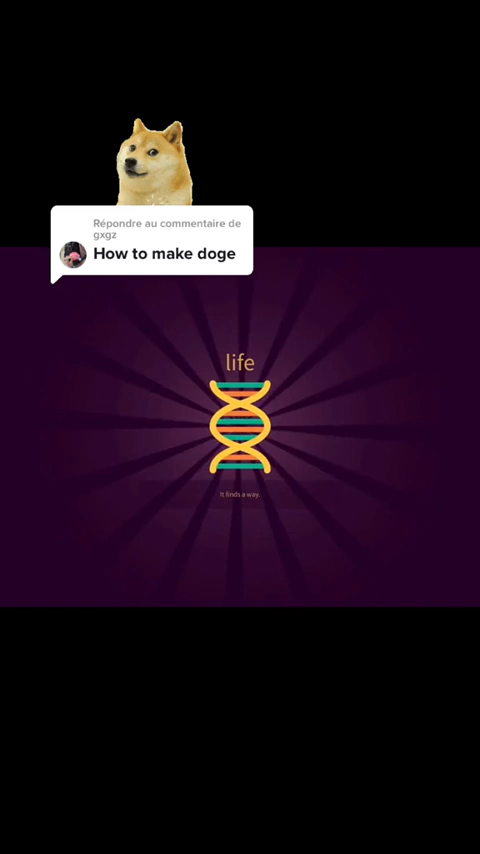 Répondre au commentaire de
gxgz
How to make doge
life
It finds a way.